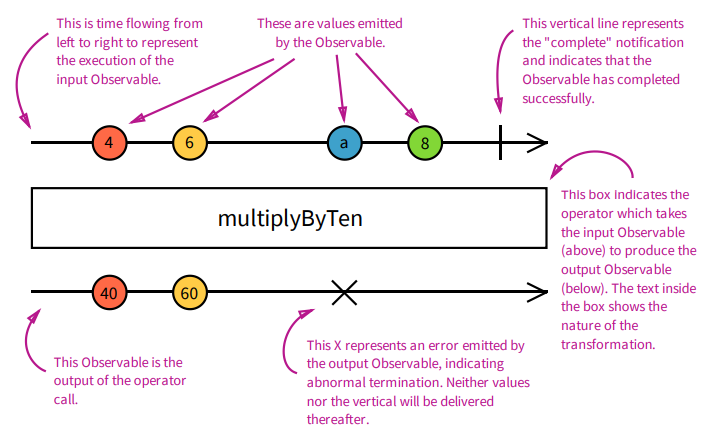 This is time flowing from
left to right to represent
the execution of the
input Observable.
These are values emitted
by the Observable.
This vertical line represents
the "complete" notification
and indicates that the
Observable has completed
successfully.
4
6
a
8
multiplyByTen
This box indicates the
operator which takes
the input Observable
(above) to produce the
output Observable
(below). The text inside
the box shows the
nature of the
transformation.
40
60
This Observable is the
output of the operator
call.
This X represents an error emitted by
the output Observable, indicating
abnormal termination. Neither values
nor the vertical will be delivered
thereafter.